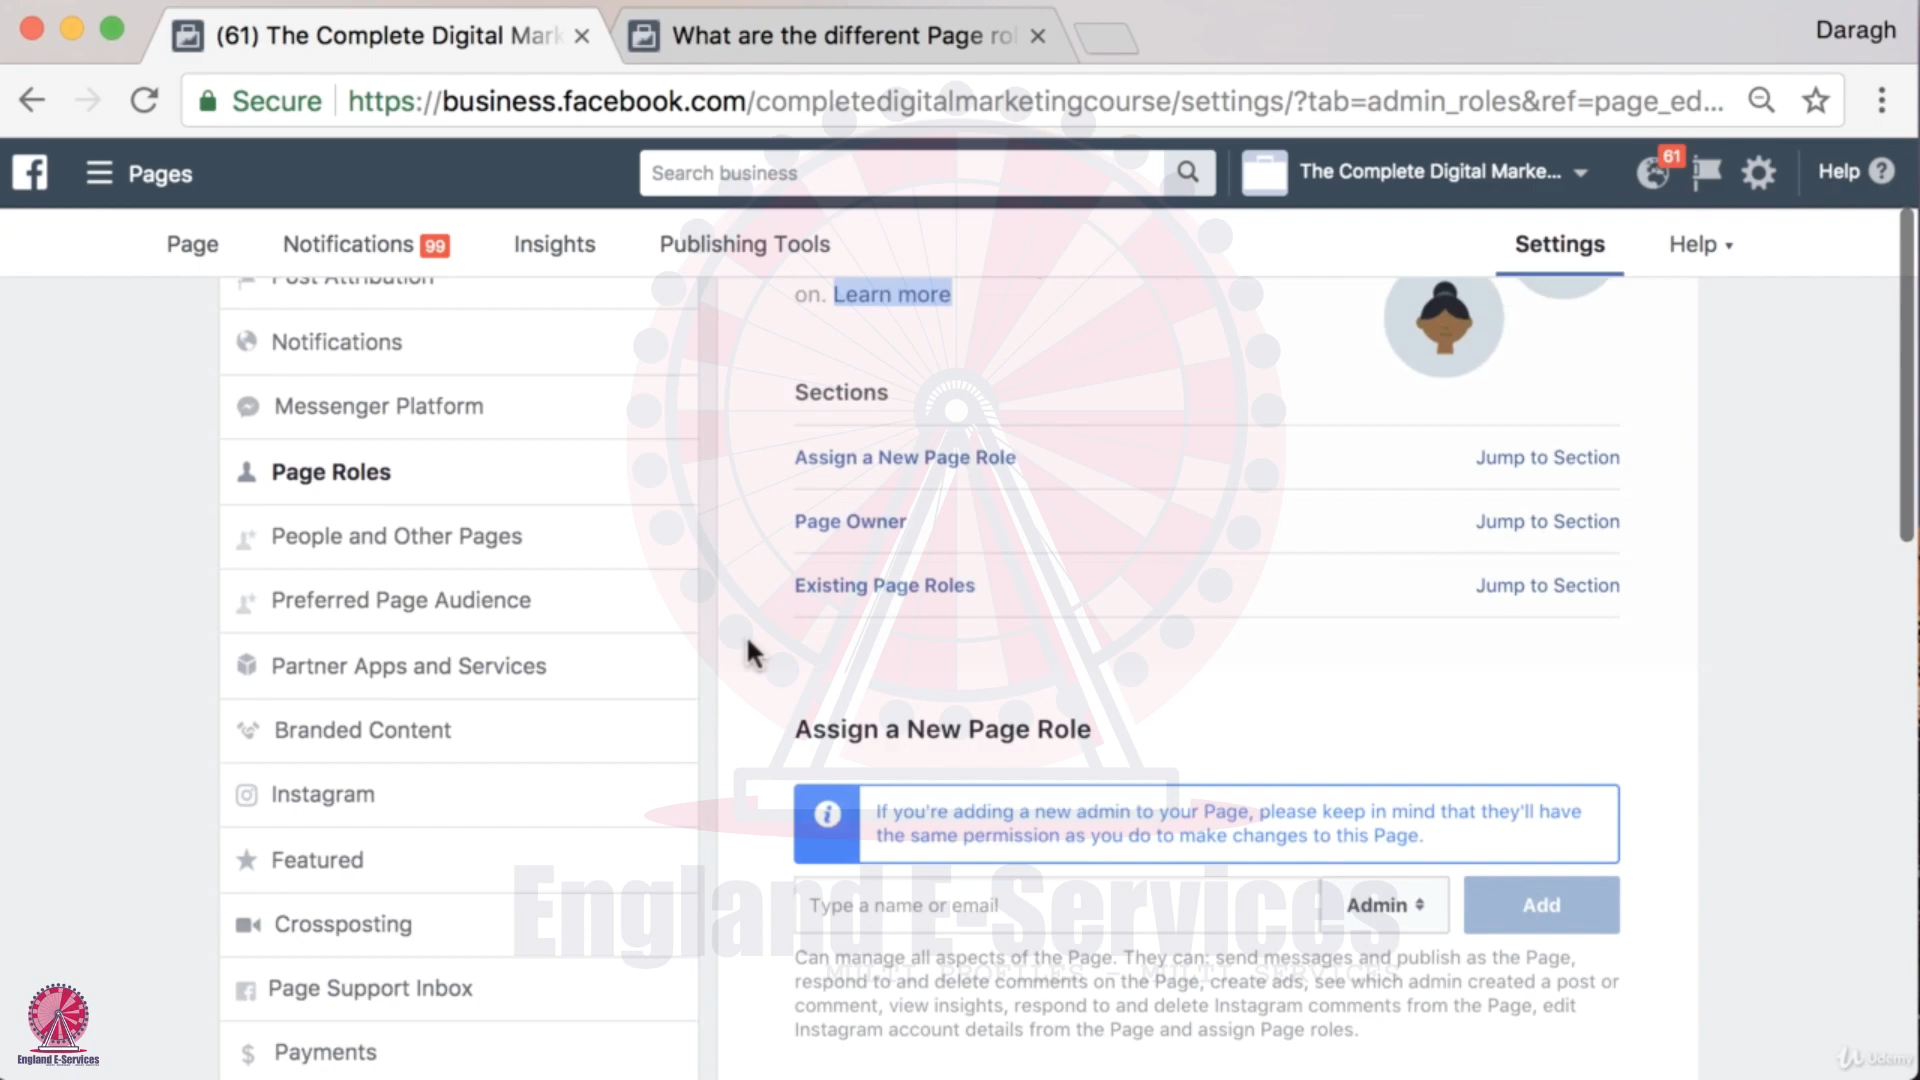 (61) The Complete Digital Mark
What are the different Page rol
Daragh
Secure
https://business.facebook.com/completedigitalmarketingcourse/settings/?tab=admin_roles&ref=page_ed...
Pages
Search business
The Complete Digital Marke...
61
Help
Page
Notifications 99
Insights
Publishing Tools
Settings
Help
Post Attribution
Notifications
Messenger Platform
Page Roles
People and Other Pages
Preferred Page Audience
Partner Apps and Services
Branded Content
Instagram
Featured
Crossposting
Page Support Inbox
Payments
on. Learn more
Sections
Assign a New Page Role
Jump to Section
Page Owner
Jump to Section
Existing Page Roles
Jump to Section
Assign a New Page Role
If you're adding a new admin to your Page, please keep in mind that they'll have
the same permission as you do to make changes to this Page.
Type a name or email
Admin
Add
Can manage all aspects of the Page. They can: send messages and publish as the Page,
respond to and delete comments on the Page, create ads, see which admin created a post or
comment, view insights, respond to and delete Instagram comments from the Page, edit
Instagram account details from the Page and assign Page roles.
England E-Services
MULTI PROFILES - MULTI SERVICES
England E-Services
Udemy